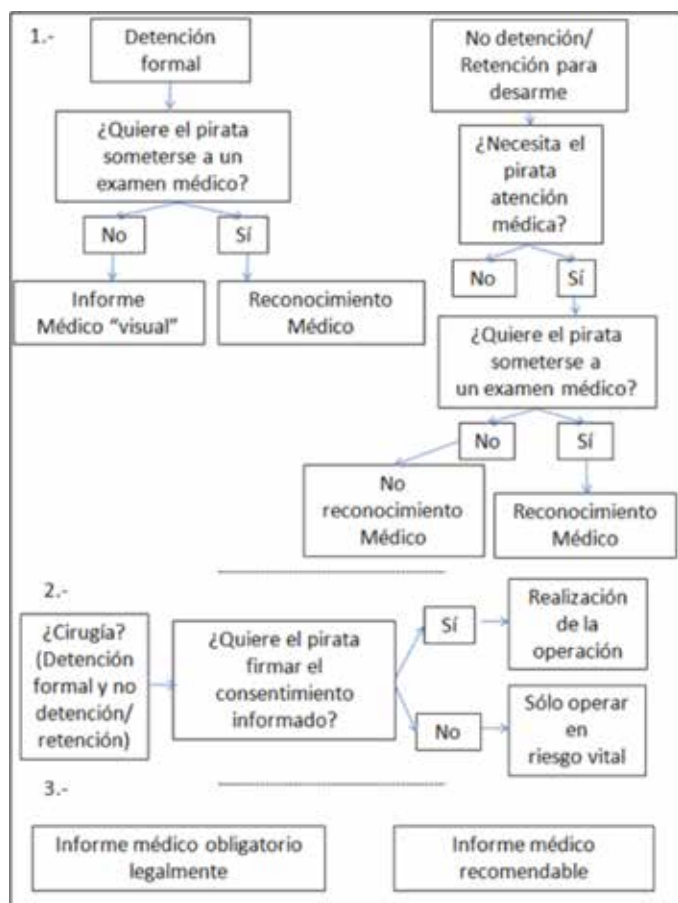 1.-
Detención
formal
¿Quiere el pirata
someterse a un
examen médico?
No
Sí
Informe
Médico “visual”
Reconocimiento
Médico
No detención/
Retención para
desarme
¿Necesita el
pirata
atención
médica?
No
Sí
¿Quiere el pirata
someterse a
un examen médico?
No
Sí
No
reconocimiento
Médico
Reconocimiento
Médico
2.-
¿Cirugía?
(Detención
formal y no
detención/
retención)
¿Quiere el pirata
firmar el
consentimiento
informado?
Sí
Realización
de la
operación
No
Sólo operar
en
riesgo vital
3.-
Informe médico obligatorio
legalmente
Informe médico
recomendable